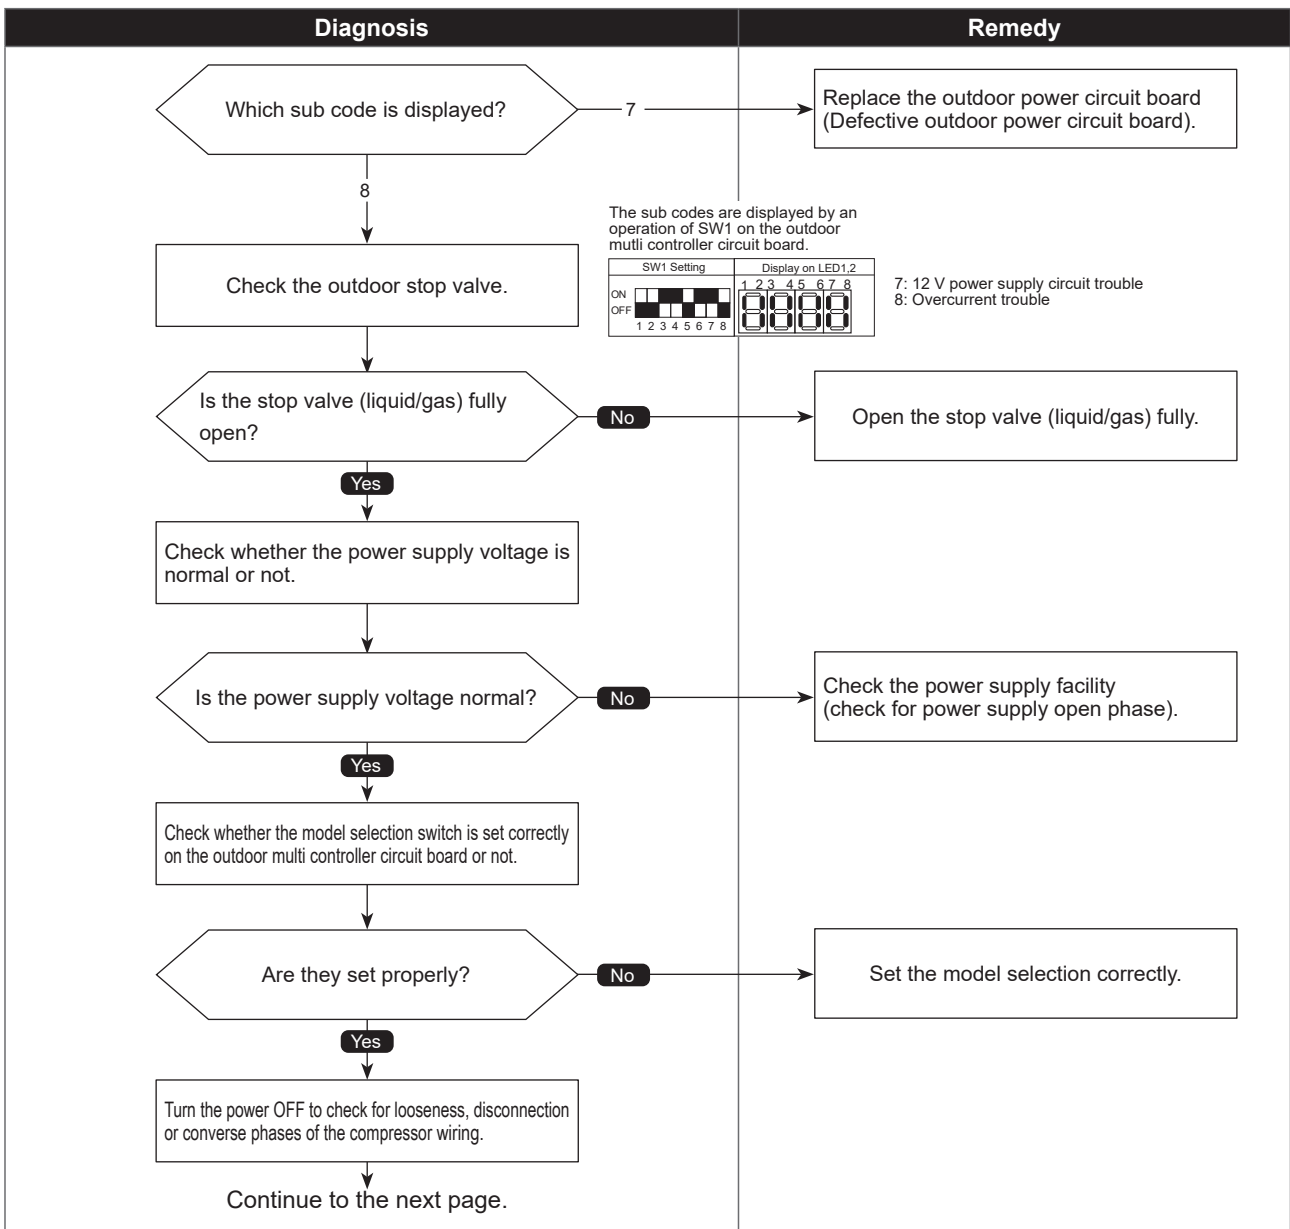 Diagnosis
Remedy
Which sub code is displayed?
7
Replace the outdoor power circuit board
(Defective outdoor power circuit board).
8
The sub codes are displayed by an
operation of SW1 on the outdoor
mutli controller circuit board.
SW1 Setting
Display on LED1,2
ON
OFF
1 2 3 4 5 6 7 8
1 2 3 4 5 6 7 8
7: 12 V power supply circuit trouble
8: Overcurrent trouble
Check the outdoor stop valve.
Is the stop valve (liquid/gas) fully
open?
No
Open the stop valve (liquid/gas) fully.
Yes
Check whether the power supply voltage is
normal or not.
Is the power supply voltage normal?
No
Check the power supply facility
(check for power supply open phase).
Yes
Check whether the model selection switch is set correctly
on the outdoor multi controller circuit board or not.
Are they set properly?
No
Set the model selection correctly.
Yes
Turn the power OFF to check for looseness, disconnection
or converse phases of the compressor wiring.
Continue to the next page.